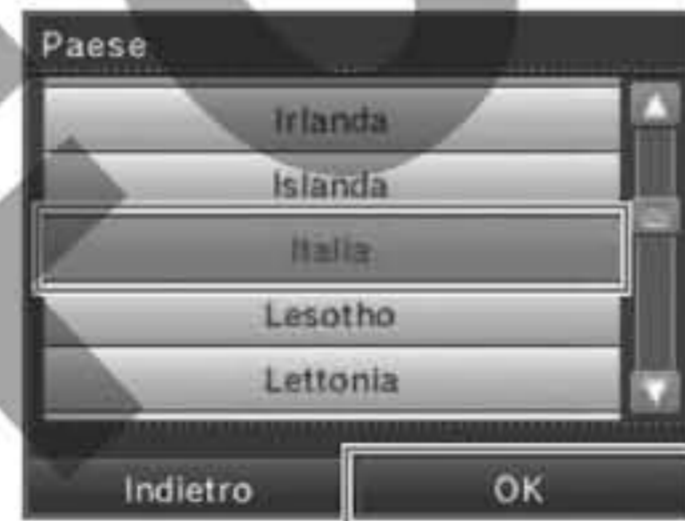 Paese
Irlanda
Islanda
Italia
Lesotho
Lettonia
Indietro
OK